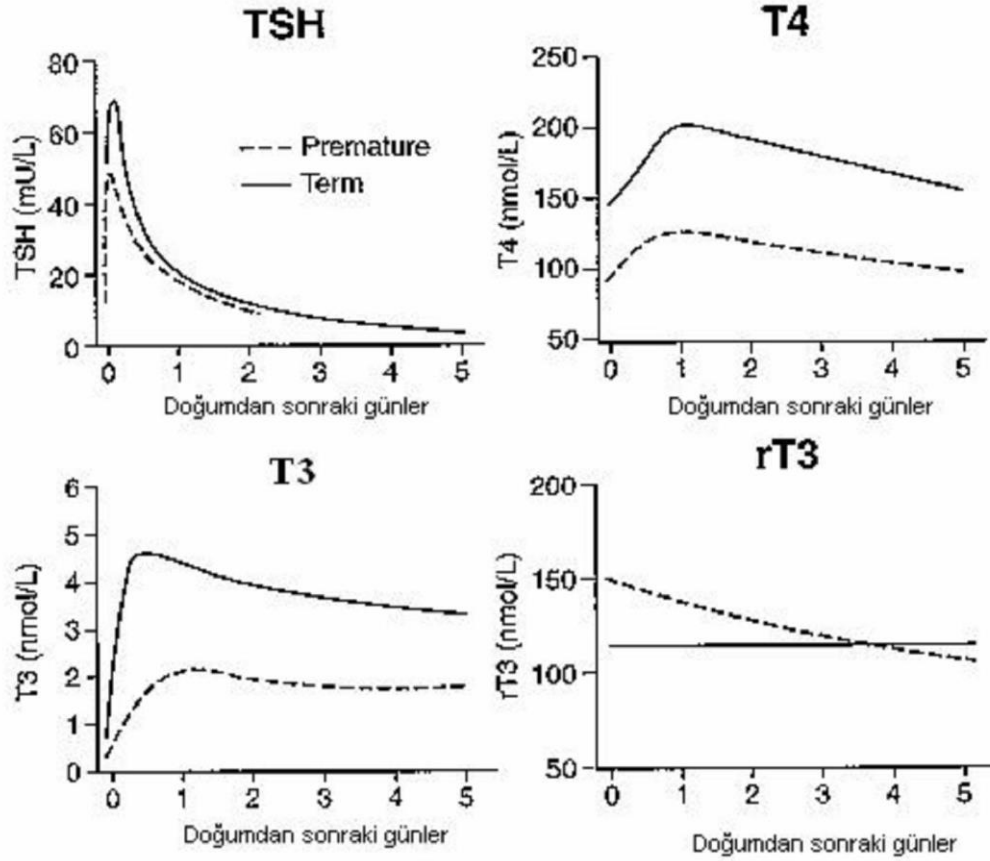 TSH
80
60
40
20
0
TSH (mU/L)
Premature
Term
0 1 2 3 4 5
Doğumdan sonraki günler
T4
250
200
150
100
50
T4 (nmol/L)
0 1 2 3 4 5
Doğumdan sonraki günler
T3
6
5
4
3
2
1
0
T3 (nmol/L)
0 1 2 3 4 5
Doğumdan sonraki günler
rT3
200
150
100
50
rT3 (nmol/L)
0 1 2 3 4 5
Doğumdan sonraki günler